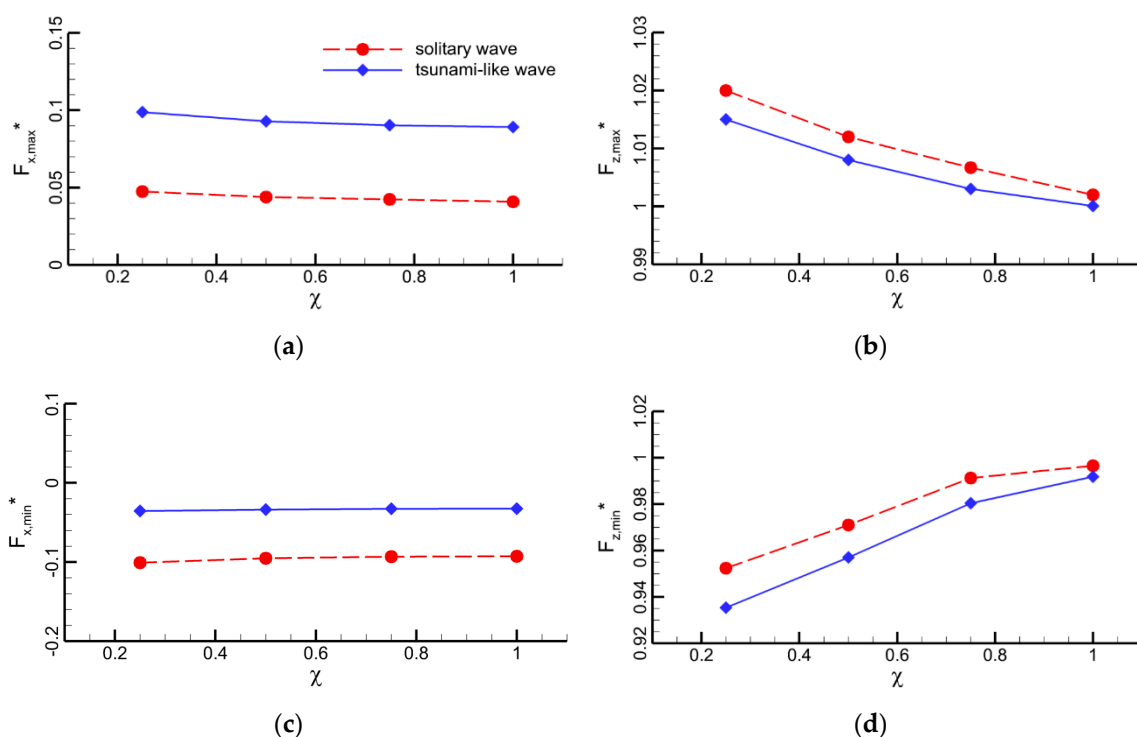 0.15
0.1
0.05
0
F x,max *
solitary wave
tsunami-like wave
0.2 0.4 0.6 0.8 1
χ
(a)
1.03
1.02
1.01
1
0.99
F z,max *
0.2 0.4 0.6 0.8 1
χ
(b)
0.1
0
-0.1
-0.2
F x,min *
0.2 0.4 0.6 0.8 1
χ
(c)
1.02
1
0.98
0.96
0.94
0.92
F z,min *
0.2 0.4 0.6 0.8 1
χ
(d)